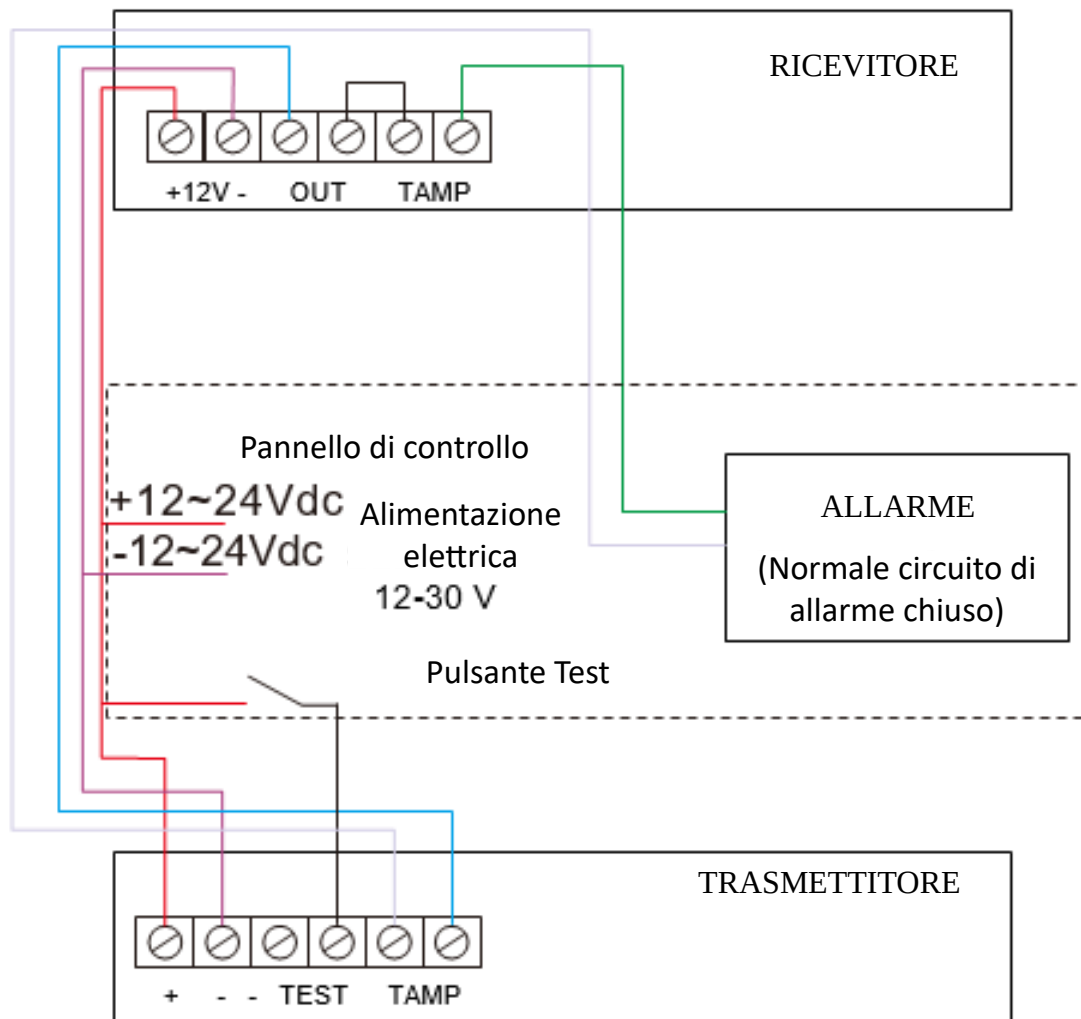 RICEVITORE
+12V - OUT TAMP
Pannello di controllo
+12~24Vdc
-12~24Vdc
Alimentazione
elettrica
12-30 V
ALLARME
(Normale circuito di
allarme chiuso)
Pulsante Test
TRASMETTITORE
+ - - TEST TAMP